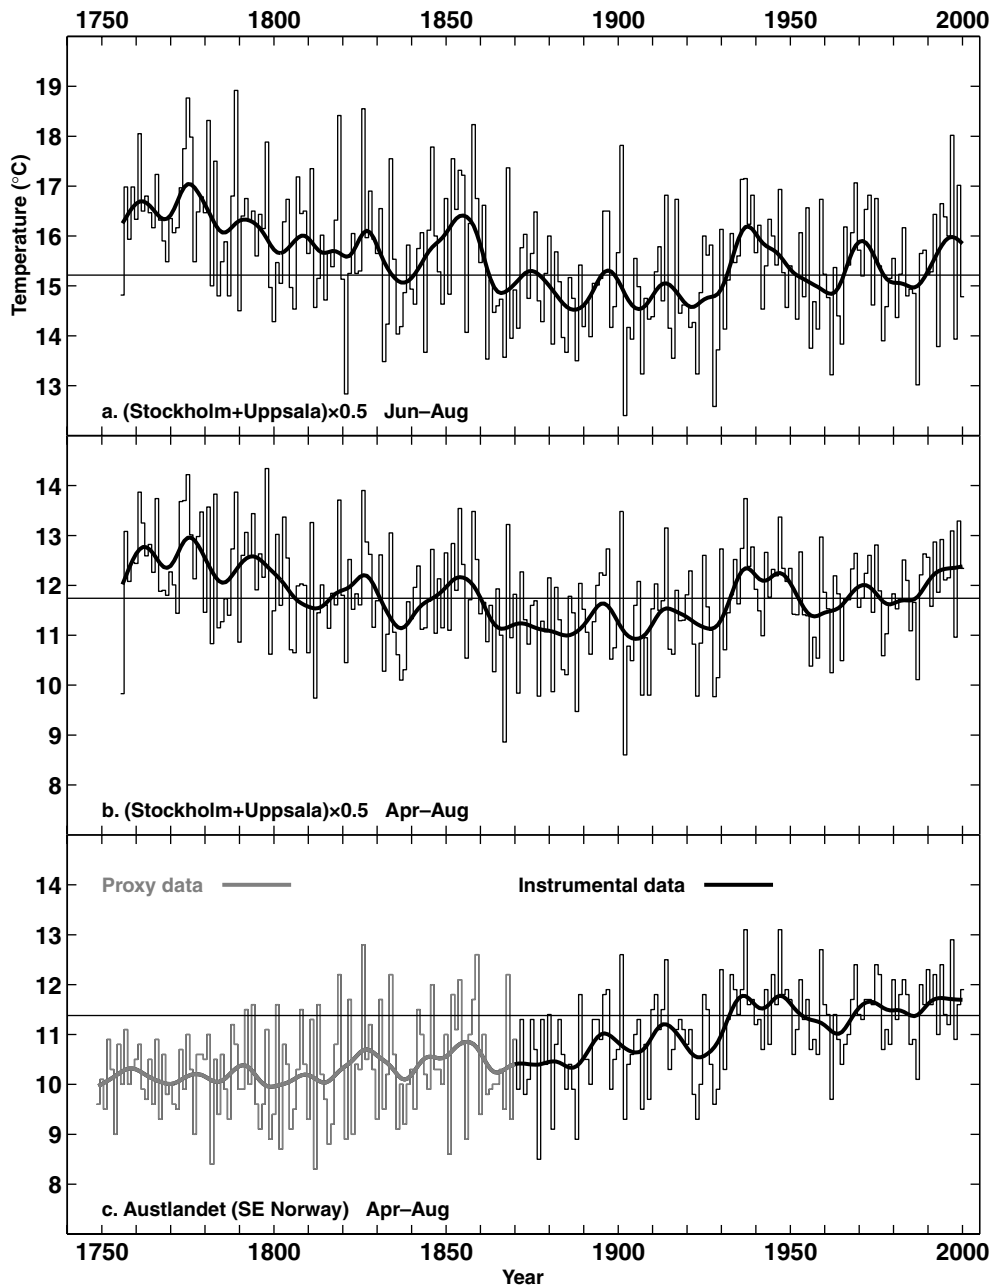 1750 1800 1850 1900 1950 2000
19
18
17
16
15
14
13
Temperature (°C)
a. (Stockholm+Uppsala)×0.5 Jun–Aug
14
13
12
11
10
9
8
b. (Stockholm+Uppsala)×0.5 Apr–Aug
Proxy data Instrumental data
14
13
12
11
10
9
8
c. Austlandet (SE Norway) Apr–Aug
1750 1800 1850 1900 1950 2000
Year